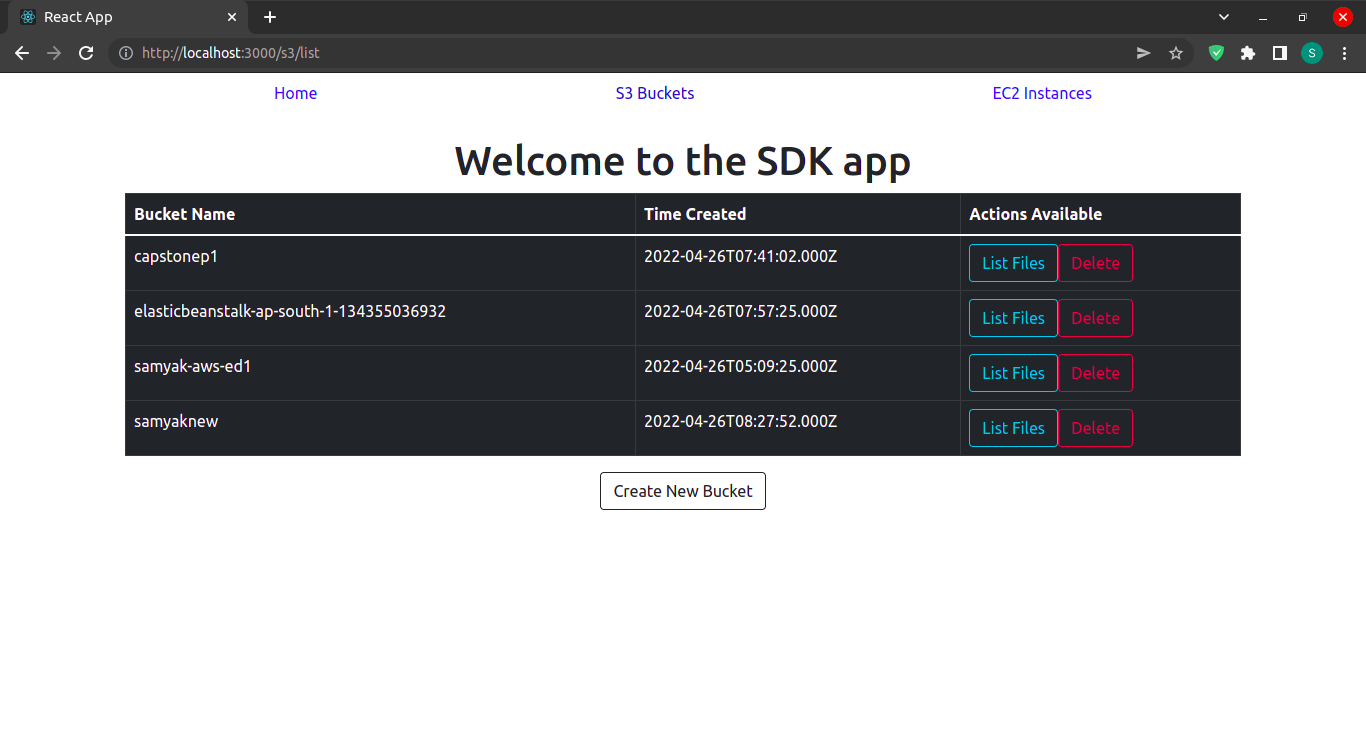 React App
http://localhost:3000/s3/list
S
Home S3 Buckets EC2 Instances
Welcome to the SDK app
Bucket Name Time Created Actions Available
capstonep1 2022-04-26T07:41:02.000Z List Files Delete
elasticbeanstalk-ap-south-1-134355036932 2022-04-26T07:57:25.000Z List Files Delete
samyak-aws-ed1 2022-04-26T05:09:25.000Z List Files Delete
samyaknew 2022-04-26T08:27:52.000Z List Files Delete
Create New Bucket